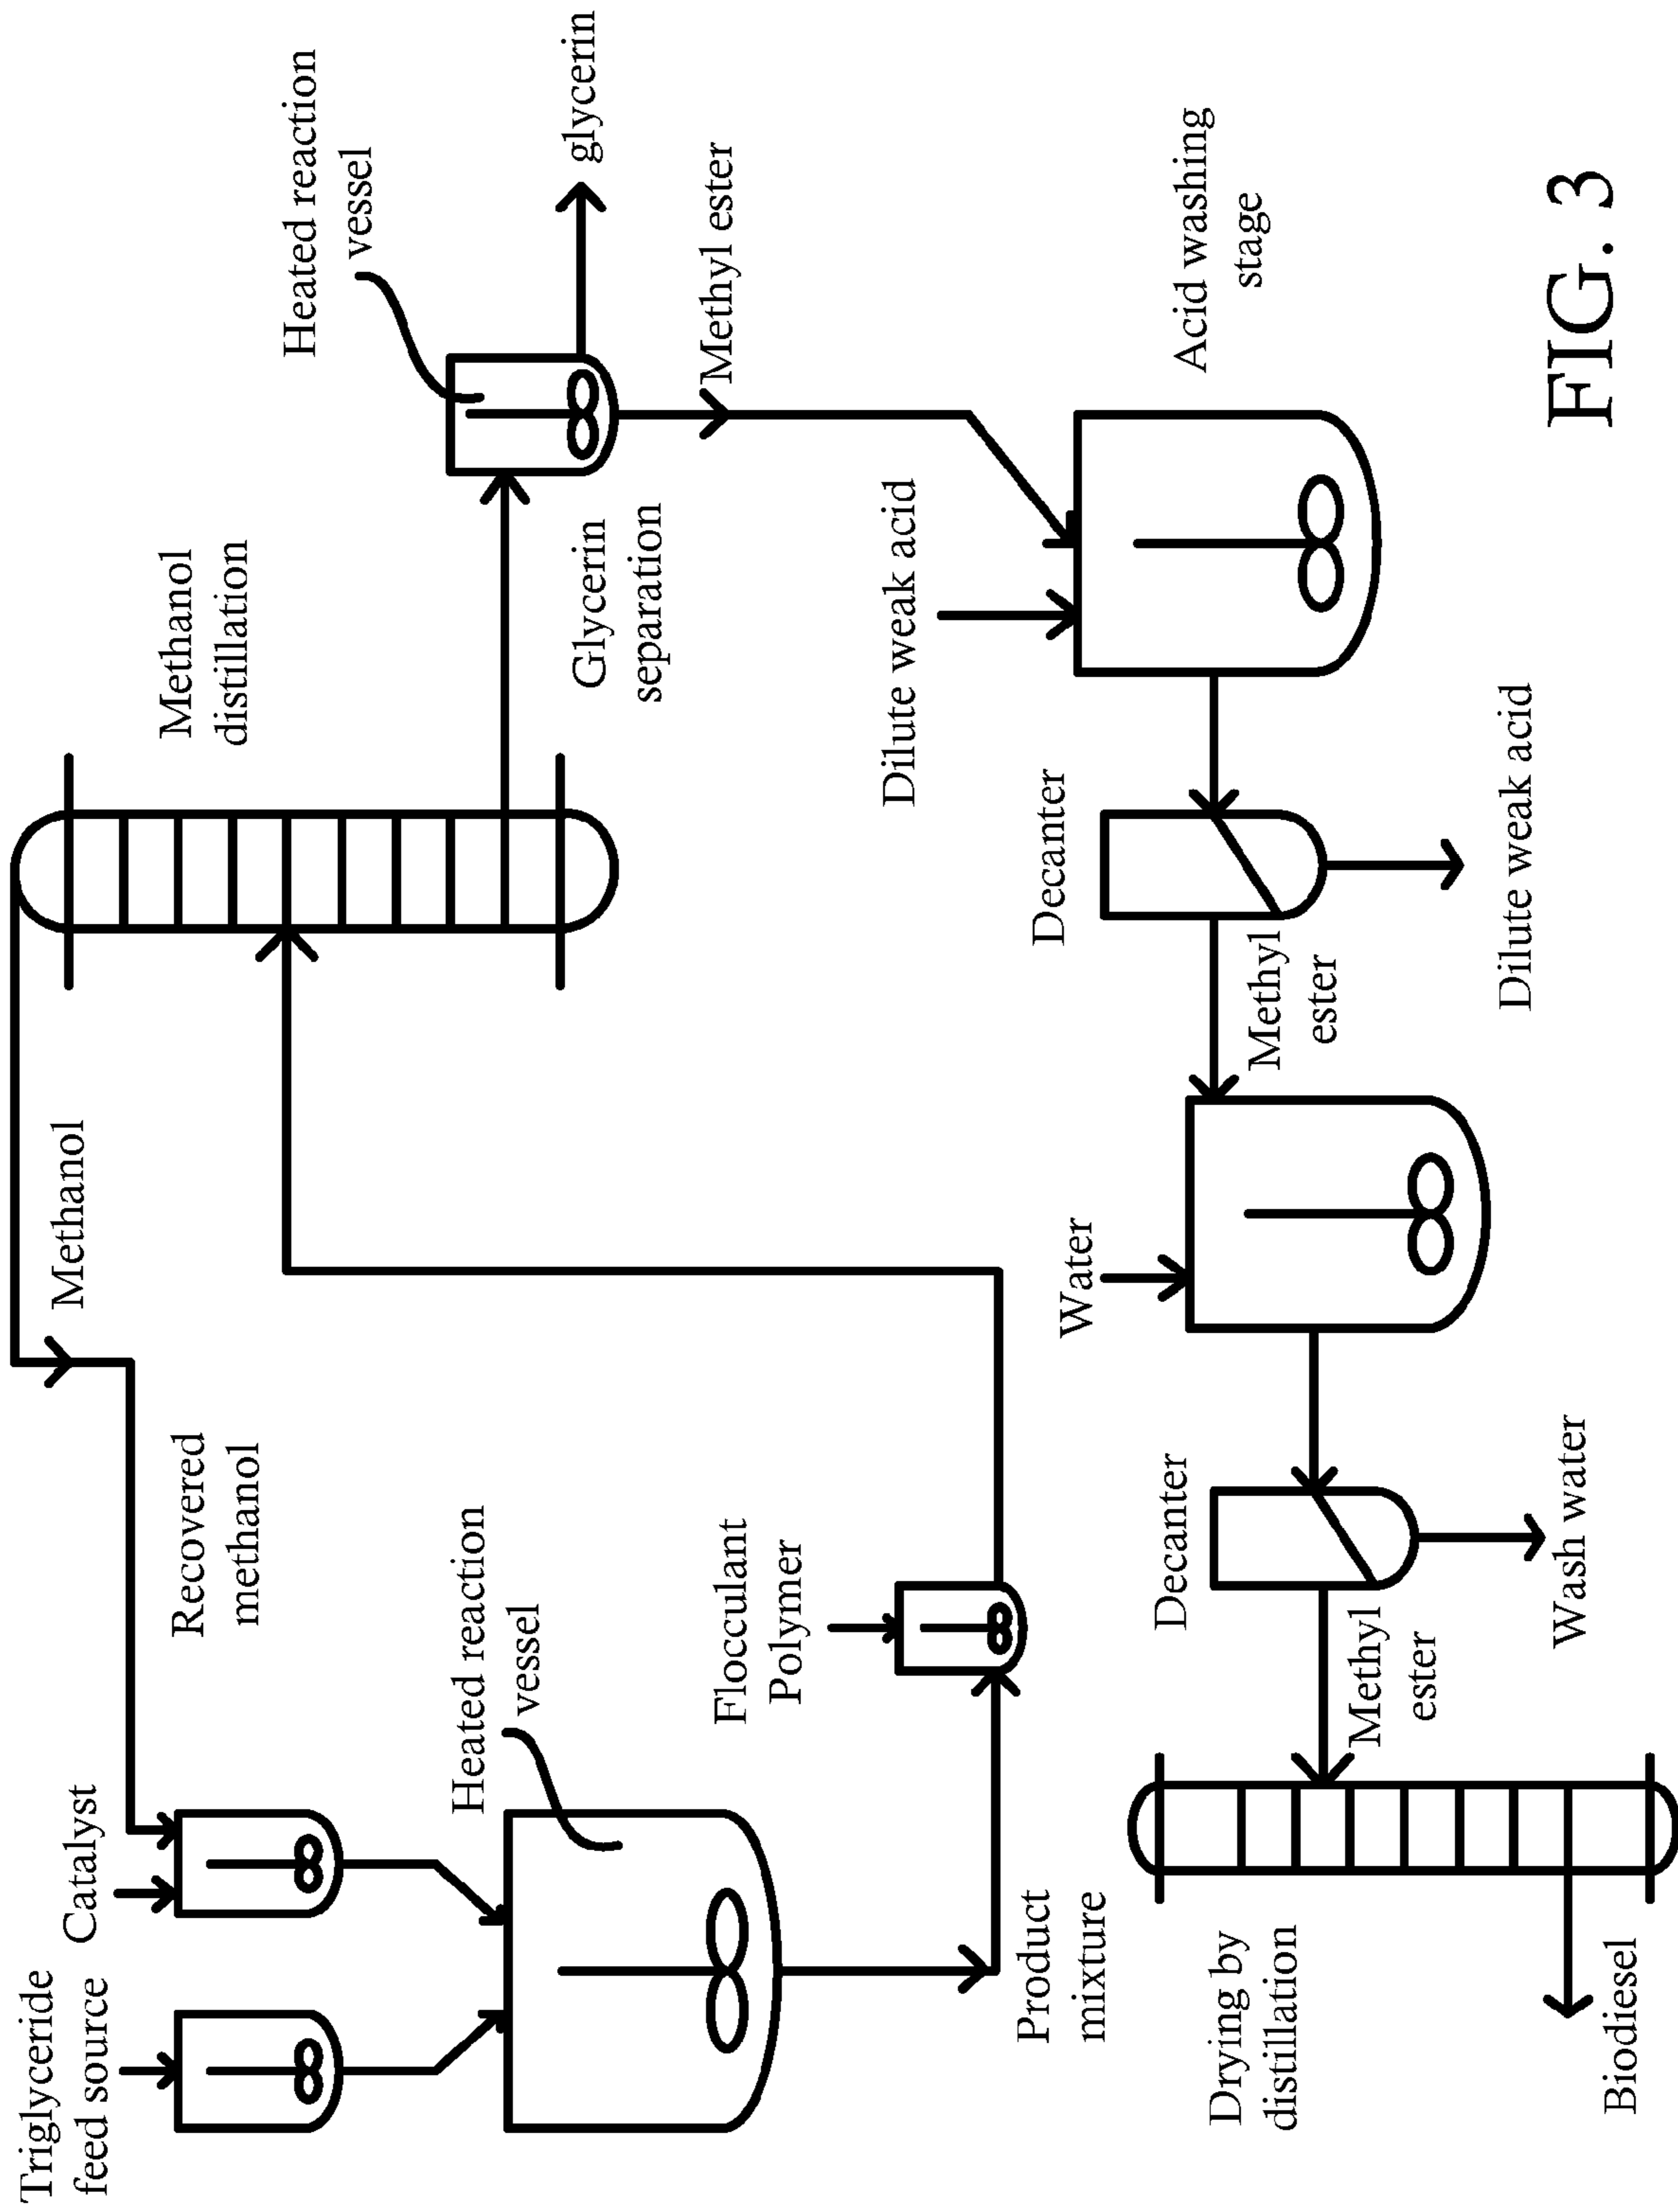 Triglyceride
feed source
Catalyst
Recovered
methanol
Methanol
Methanol
distillation
Heated reaction
vessel
glycerin
Glycerin
separation
Methyl ester
Heated reaction
vessel
Flocculant
Polymer
Product
mixture
Dilute weak acid
Acid washing
stage
Decanter
Methyl
ester
Dilute weak acid
Water
Decanter
Methyl
ester
Wash water
Drying by
distillation
Biodiesel
FIG. 3